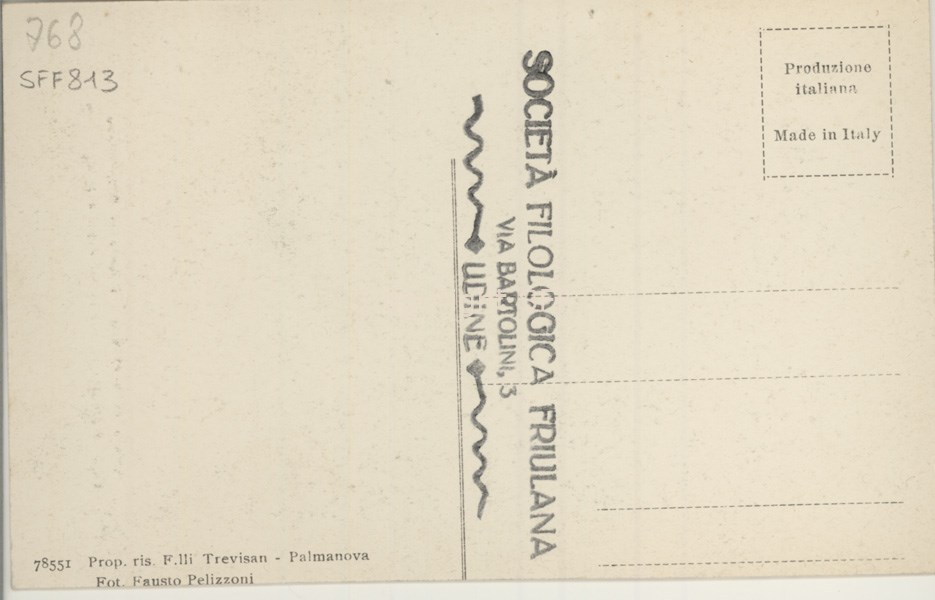 768
SFF813
Produzione
italiana
Made in Italy
SOCIETÀ FILOLOGICA FRIULANA
VIA BARTOLINI, 3
UDINE
78551 Prop. ris. F.lli Trevisan - Palmanova
Fot. Fausto Pelizzoni